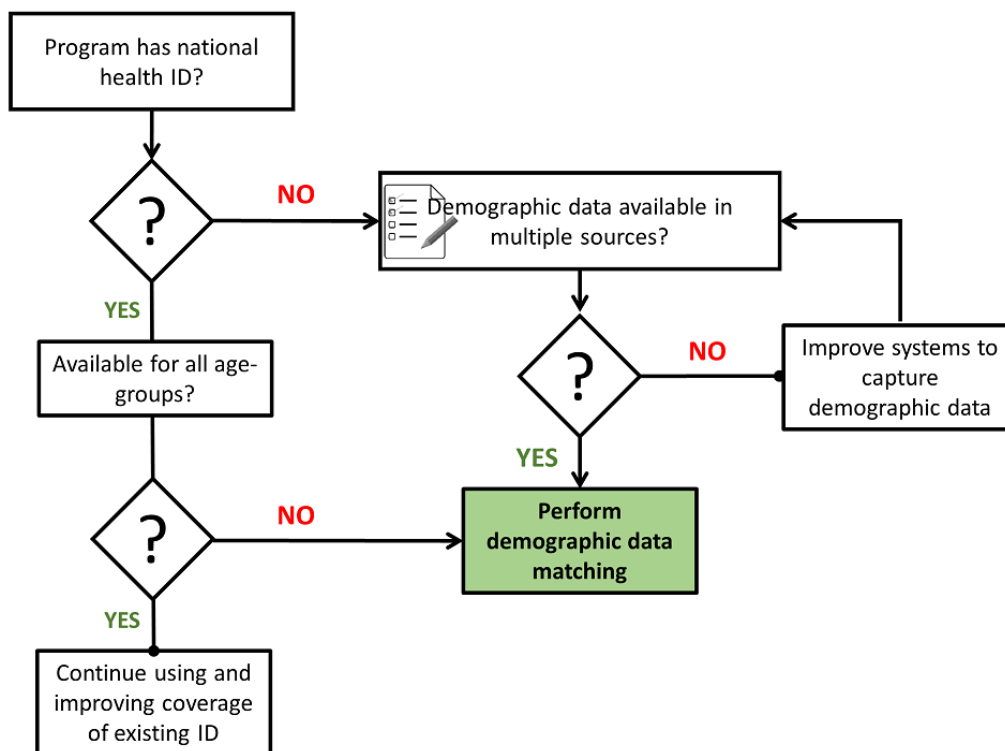 Program has national
health ID?
?
NO
Demographic data available in
multiple sources?
YES
Available for all age-
groups?
?
NO
Improve systems to
capture
demographic data
YES
?
NO
Perform
demographic data
matching
YES
Continue using and
improving coverage
of existing ID